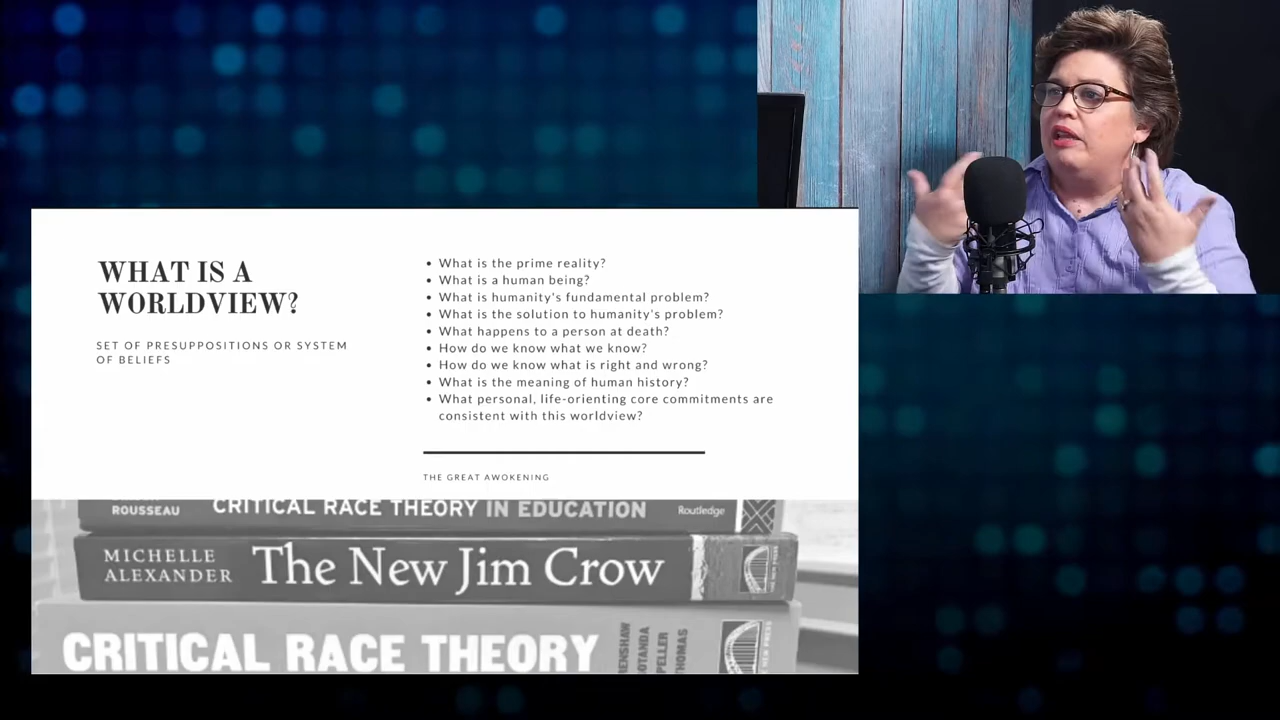 WHAT IS A
WORLDVIEW?
SET OF PRESUPPOSITIONS OR SYSTEM
OF BELIEFS
• What is the prime reality?
• What is a human being?
• What is humanity's fundamental problem?
• What is the solution to humanity's problem?
• What happens to a person at death?
• How do we know what we know?
• How do we know what is right and wrong?
• What is the meaning of human history?
• What personal, life-orienting core commitments are
consistent with this worldview?
THE GREAT AWOKENING
ROUSSEAU
CRITICAL RACE THEORY IN EDUCATION
Routledge
MICHELLE
ALEXANDER
The New Jim Crow
CRITICAL RACE THEORY